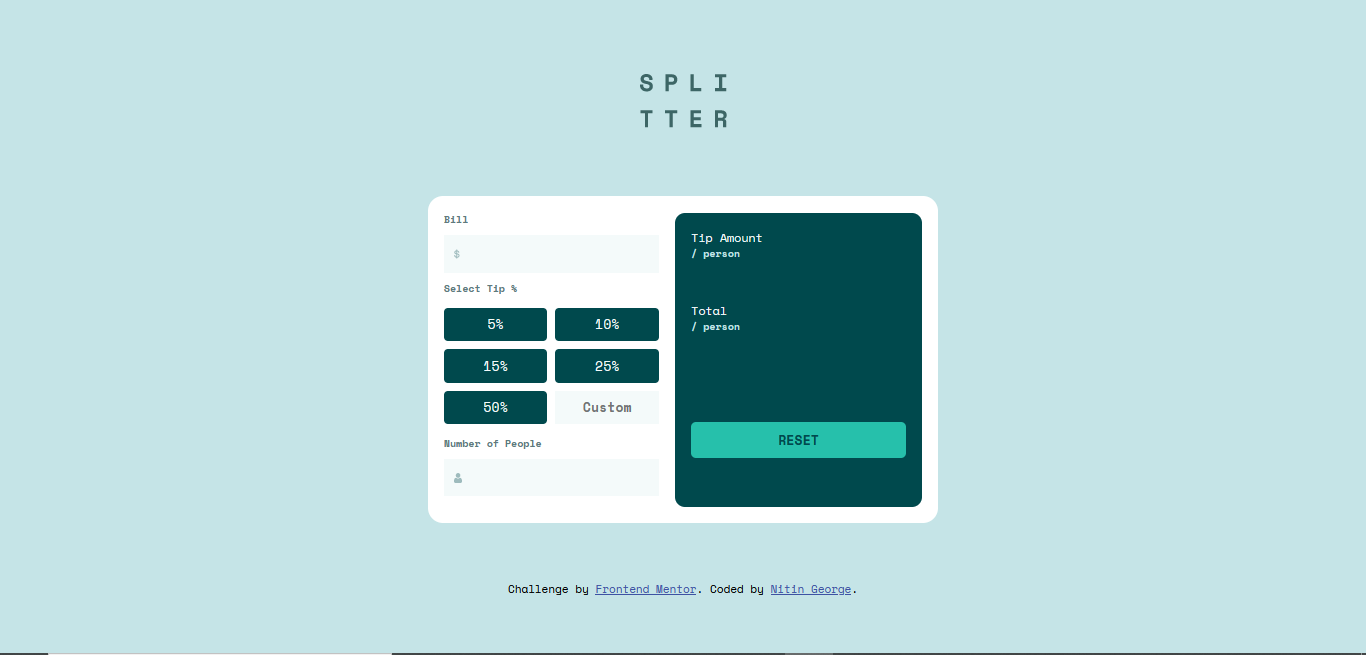 SPLI
TTER
Bill
$
Select Tip %
5%
10%
15%
25%
50%
Custom
Number of People
Tip Amount
/ person
Total
/ person
RESET
Challenge by Frontend Mentor. Coded by Nitin George.